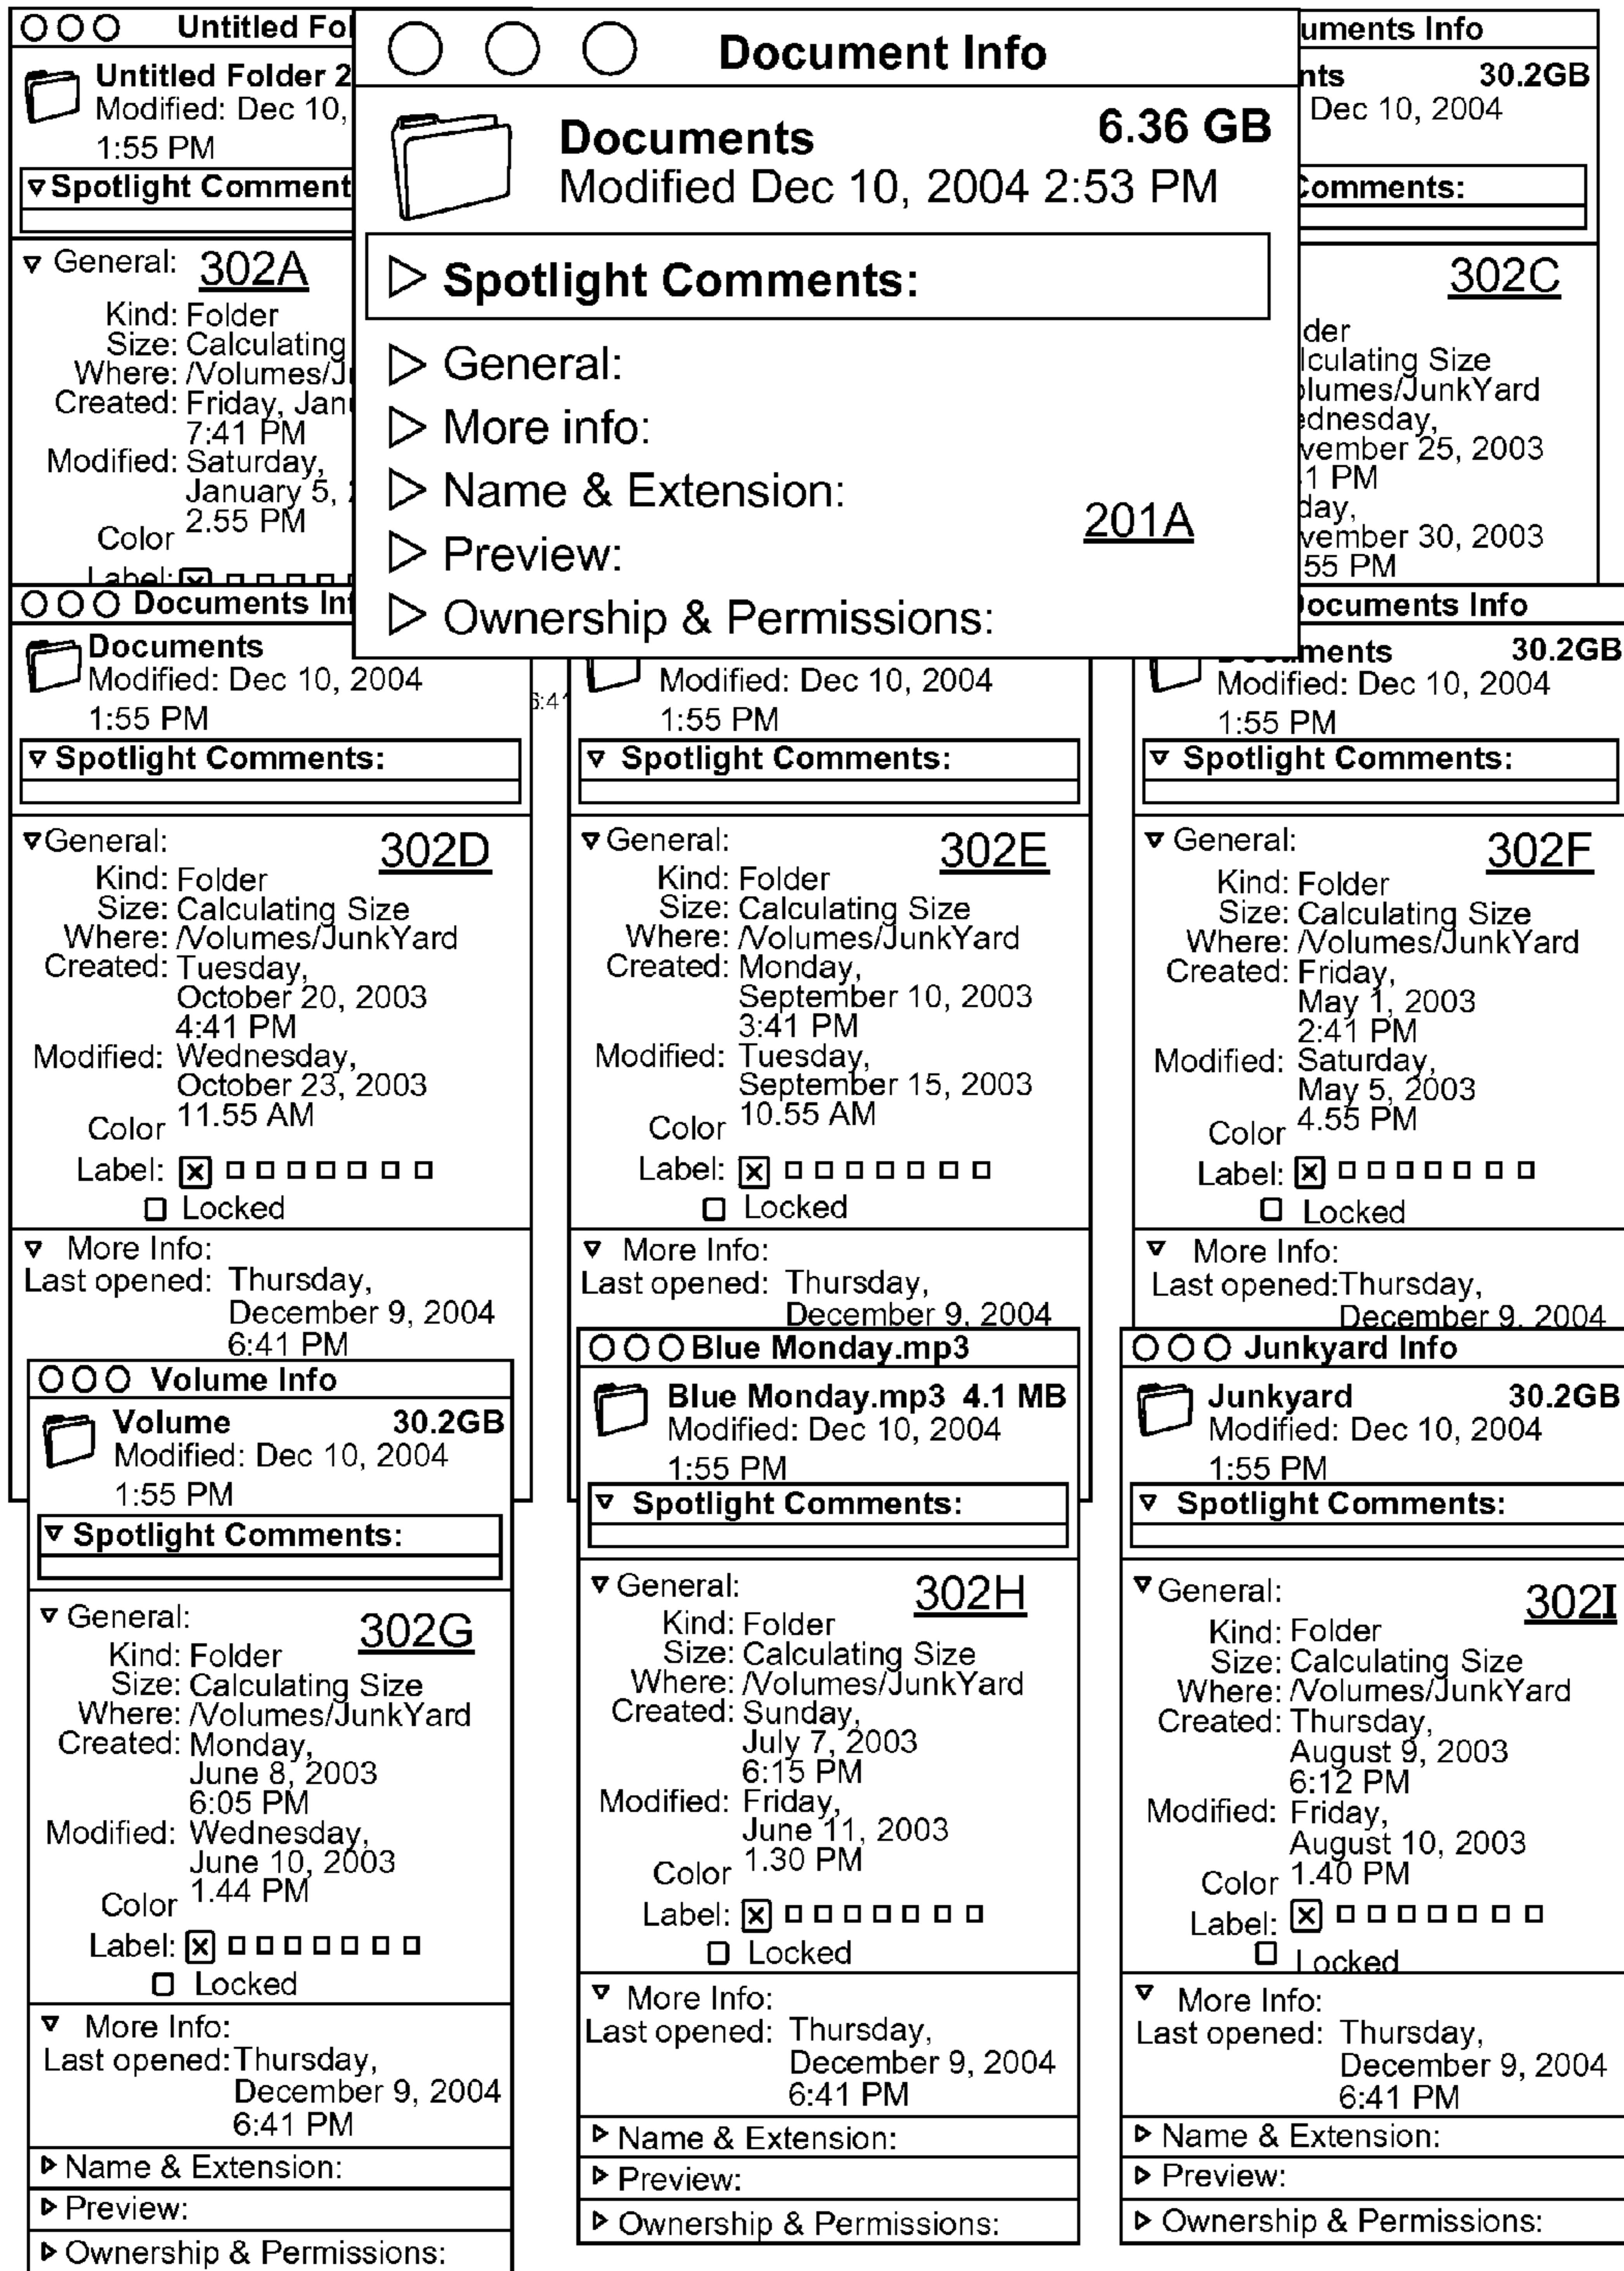 Untitled
Untitled Folder 2
Modified: Dec 10,
1:55 PM
Spotlight
General: 302A
Kind: Folder
Size: Calculating
Where:
Created: Friday,
7:41 PM
Modified: Saturday,
January 5,
2.55 PM
Color
Label:
Document Info
Documents 6.36 GB
Modified Dec 10, 2004 2:53 PM
Spotlight Comments:
General:
More info:
Name & Extension:
201A
Preview:
Ownership & Permissions:
Info
30.2GB
Dec 10, 2004
302C
Size
25, 2003
PM
30, 2003
55 PM
Documents
Documents
Modified: Dec 10, 2004
1:55 PM
Spotlight Comments:
General: 302D
Kind: Folder
Size: Calculating Size
Where: /Volumes/JunkYard
Created: Tuesday,
October 20, 2003
4:41 PM
Modified: Wednesday,
October 23, 2003
11.55 AM
Color
Label:
Locked
More Info:
Last opened: Thursday,
December 9, 2004
6:41 PM
Modified: Dec 10, 2004
1:55 PM
Spotlight Comments:
General: 302E
Kind: Folder
Size: Calculating Size
Where: /Volumes/JunkYard
Created: Monday,
September 10, 2003
3:41 PM
Modified: Tuesday,
September 15, 2003
10.55 AM
Color
Label:
Locked
More Info:
Last opened: Thursday,
December 9, 2004
Info
30.2GB
Modified: Dec 10, 2004
1:55 PM
Spotlight Comments:
General: 302F
Kind: Folder
Size: Calculating Size
Where: /Volumes/JunkYard
Created: Friday,
May 1, 2003
2:41 PM
Modified: Saturday,
May 5, 2003
4.55 PM
Color
Label:
Locked
More Info:
Last opened: Thursday,
December 9, 2004
Volume Info
Volume 30.2GB
Modified: Dec 10, 2004
1:55 PM
Spotlight Comments:
General: 302G
Kind: Folder
Size: Calculating Size
Where: /Volumes/JunkYard
Created: Monday,
June 8, 2003
6:05 PM
Modified: Wednesday,
June 10, 2003
1.44 PM
Color
Label:
Locked
More Info:
Last opened: Thursday,
December 9, 2004
6:41 PM
Name & Extension:
Preview:
Ownership & Permissions:
Blue Monday.mp3
Blue Monday.mp3 4.1 MB
Modified: Dec 10, 2004
1:55 PM
Spotlight Comments:
General: 302H
Kind: Folder
Size: Calculating Size
Where: /Volumes/JunkYard
Created: Sunday,
July 7, 2003
6:15 PM
Modified: Friday,
June 11, 2003
1.30 PM
Color
Label:
Locked
More Info:
Last opened: Thursday,
December 9, 2004
6:41 PM
Name & Extension:
Preview:
Ownership & Permissions:
Junkyard Info
Junkyard 30.2GB
Modified: Dec 10, 2004
1:55 PM
Spotlight Comments:
General: 302I
Kind: Folder
Size: Calculating Size
Where: /Volumes/JunkYard
Created: Thursday,
August 9, 2003
6:12 PM
Modified: Friday,
August 10, 2003
1.40 PM
Color
Label:
Locked
More Info:
Last opened: Thursday,
December 9, 2004
6:41 PM
Name & Extension:
Preview:
Ownership & Permissions: